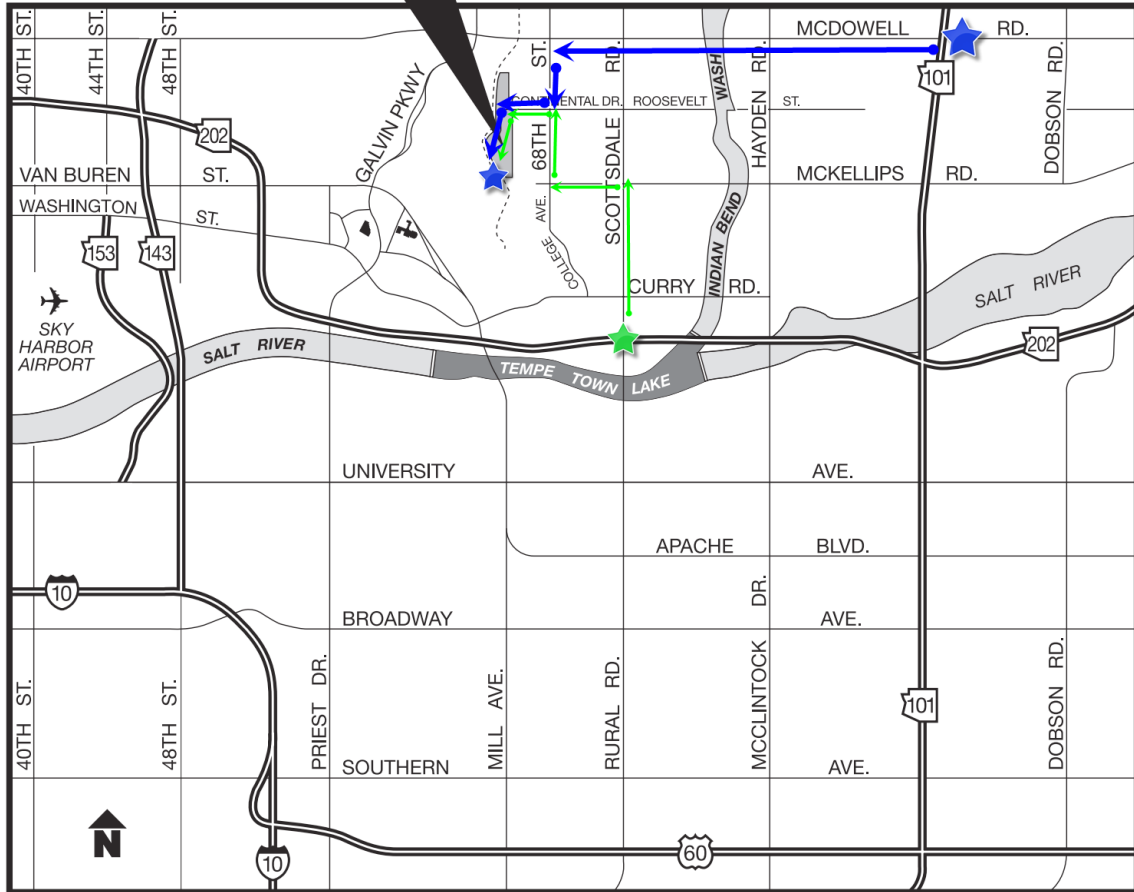 40TH ST.
44TH ST.
48TH ST.
MCDOWELL RD.
101
202
GALVIN PKWY
68TH ST.
SCOTTSDALE RD.
CONTINENTAL DR.
ROOSEVELT ST.
INDIAN BEND WASH
HAYDEN RD.
DOBSON RD.
VAN BUREN ST.
MCKELLIPS RD.
WASHINGTON ST.
COLLEGE AVE.
153
143
CURRY RD.
SALT RIVER
SKY
HARBOR
AIRPORT
SALT RIVER
202
TEMPE TOWN LAKE
UNIVERSITY AVE.
APACHE BLVD.
10
BROADWAY AVE.
40TH ST.
48TH ST.
PRIEST DR.
MILL AVE.
RURAL RD.
MCCLINTOCK DR.
101
DOBSON RD.
SOUTHERN AVE.
N
10
60